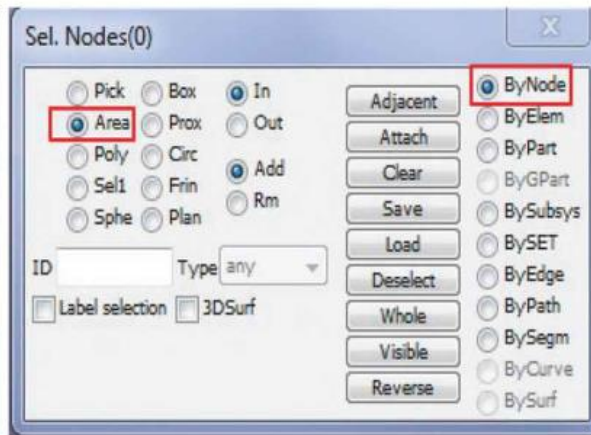 Sel. Nodes(0)
X
Pick Box In
Area Prox Out
Poly Circ
Sel1 Frin Add
Sphe Plan Rm
ID Type any
Label selection 3DSurf
Adjacent
Attach
Clear
Save
Load
Deselect
Whole
Visible
Reverse
ByNode
ByElem
ByPart
ByGPart
BySubsys
BySET
ByEdge
ByPath
BySegm
ByCurve
BySurf